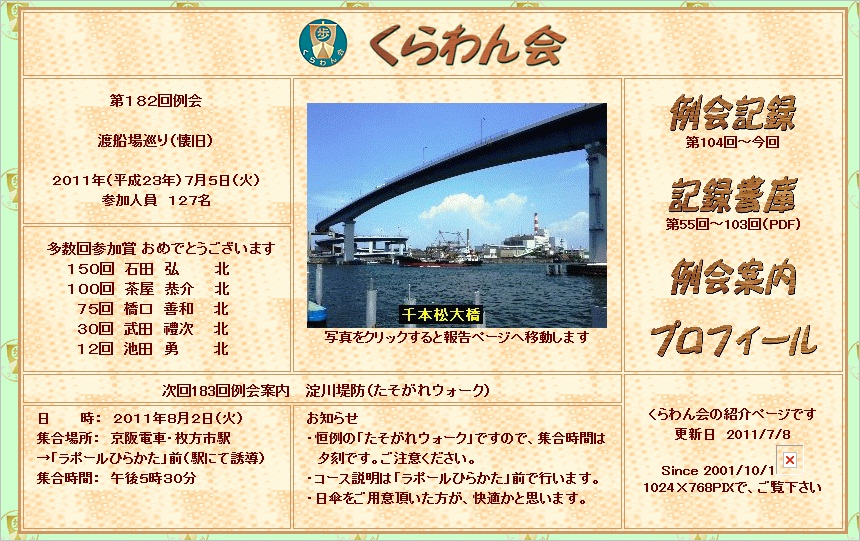 歩
くらわん会
くらわん会
第182回例会
渡船場巡り(懐旧)
2011年(平成23年)7月5日(火)
参加人員 127名
多数回参加賞 おめでとうございます
150回 石田 弘 北
100回 茶屋 恭介 北
75回 橋口 善和 北
30回 武田 禮次 北
12回 池田 勇 北
千本松大橋
写真をクリックすると報告ページへ移動します
例会記録
第104回～今回
記録書庫
第55回～103回(PDF)
例会案内
プロフィール
次回183回例会案内 淀川堤防(たそがれウォーク)
日 時: 2011年8月2日(火)
集合場所: 京阪電車・枚方市駅
→「ラポールひらかた」前(駅にて誘導)
集合時間: 午後5時30分
お知らせ
・恒例の「たそがれウォーク」ですので、集合時間は
夕刻です。ご注意ください。
・コース説明は「ラポールひらかた」前で行います。
・日傘をご用意頂いた方が、快適かと思います。
くらわん会の紹介ページです
更新日 2011/7/8
Since 2001/10/1
1024×768PIXで、ご覧下さい